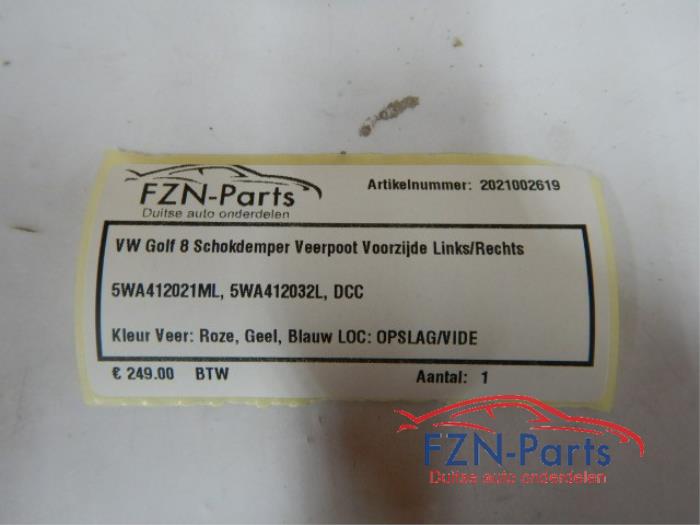 FZN-Parts
Duitse auto onderdelen
Artikelnummer: 2021002619
VW Golf 8 Schokdemper Veerpoot Voorzijde Links/Rechts
5WA412021ML, 5WA412032L, DCC
Kleur Veer: Roze, Geel, Blauw LOC: OPSLAG/VIDE
€ 249.00 BTW Aantal: 1
FZN-Parts
Duitse auto onderdelen